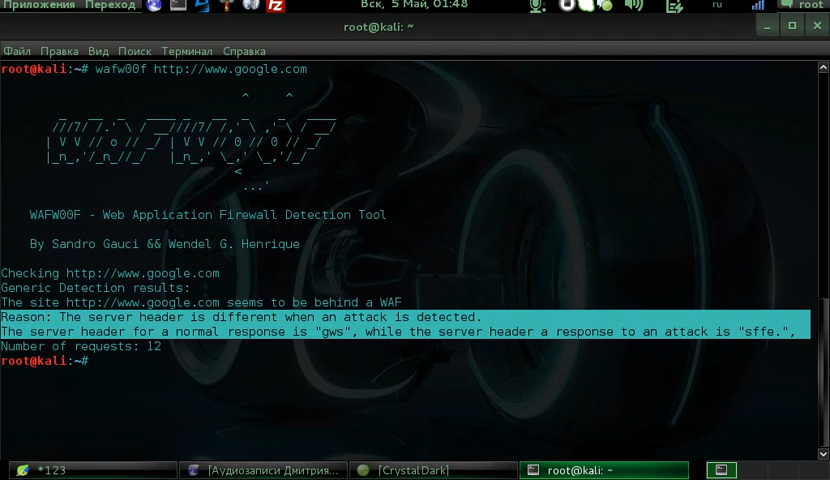 Приложения Переход Вск, 5 Май, 01:48 ru root
root@kali: ~
Файл Правка Вид Поиск Терминал Справка
root@kali:~# wafw00f http://www.google.com
WAFW00F - Web Application Firewall Detection Tool
By Sandro Gauci && Wendel G. Henrique
Checking http://www.google.com
Generic Detection results:
The site http://www.google.com seems to be behind a WAF
Reason: The server header is different when an attack is detected.
The server header for a normal response is "gws", while the server header a response to an attack is "sffe.",
Number of requests: 12
root@kali:~#
*123 [Аудиозаписи Дмитрия... [CrystalDark] root@kali: ~